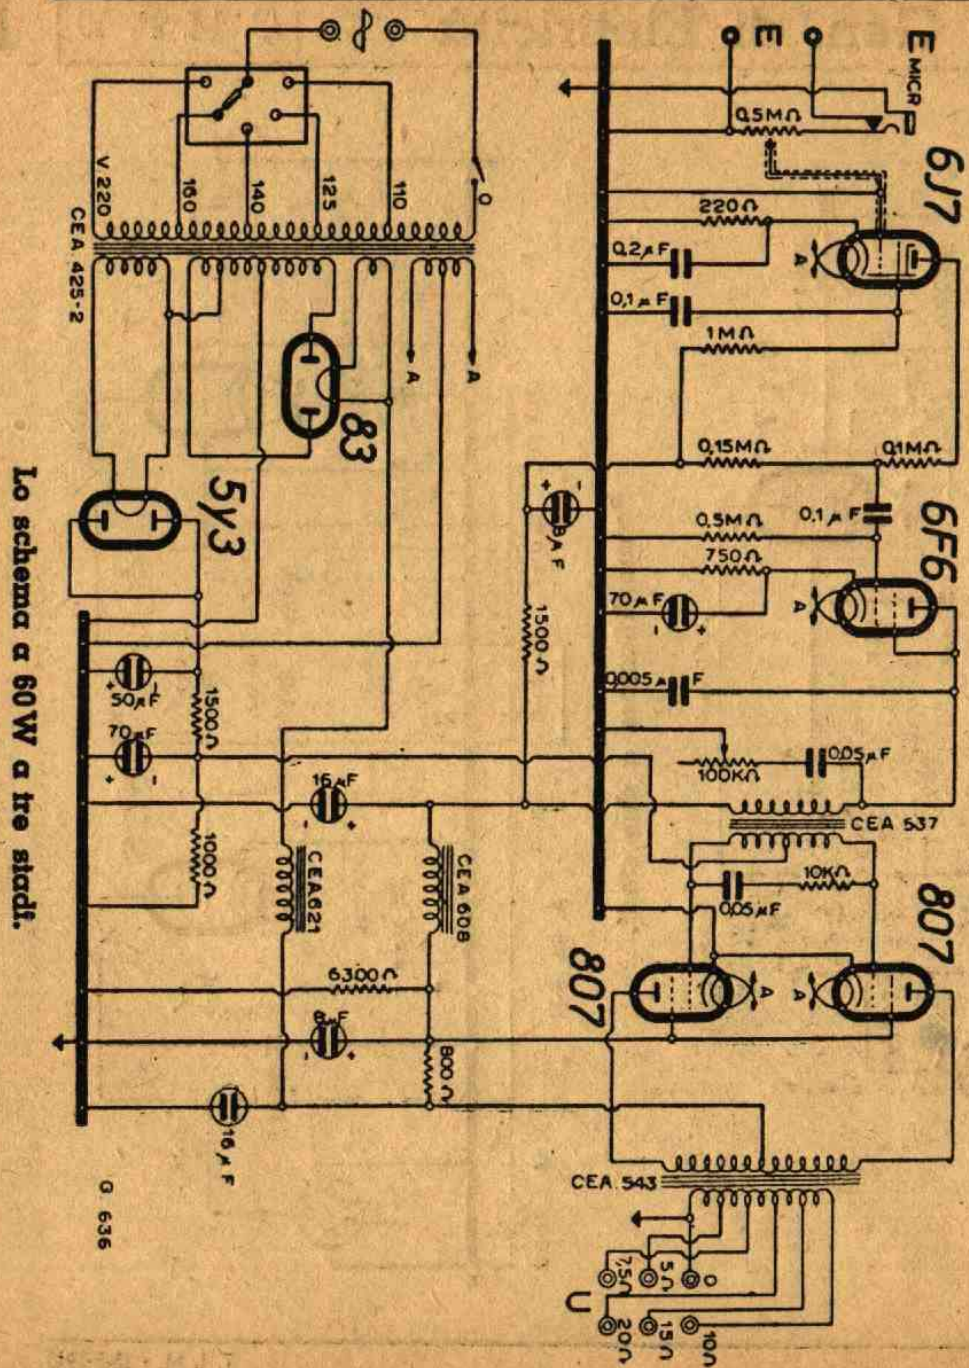 E MICR
E
6J7
0,5MΩ
220Ω
0,2μF
0,1μF
1MΩ
A
0,15MΩ
0,1MΩ
6F6
0,1μF
0,5MΩ
750Ω
70μF
- +
A
0,005μF
100KΩ
0,05μF
CEA 537
10KΩ
0,05μF
807
A
807
A
CEA 543
0
5Ω
7,5Ω
U
10Ω
15Ω
20Ω
+ -
8μF
1500Ω
0
110
125
140
160
V.220
CEA 425-2
A
A
83
5y3
+ -
50μF
1500Ω
70μF
+ -
1000Ω
16μF
- +
CEA 621
CEA 608
6300Ω
8μF
- +
800Ω
16μF
G 636
Lo schema a 60 W a tre stadi.